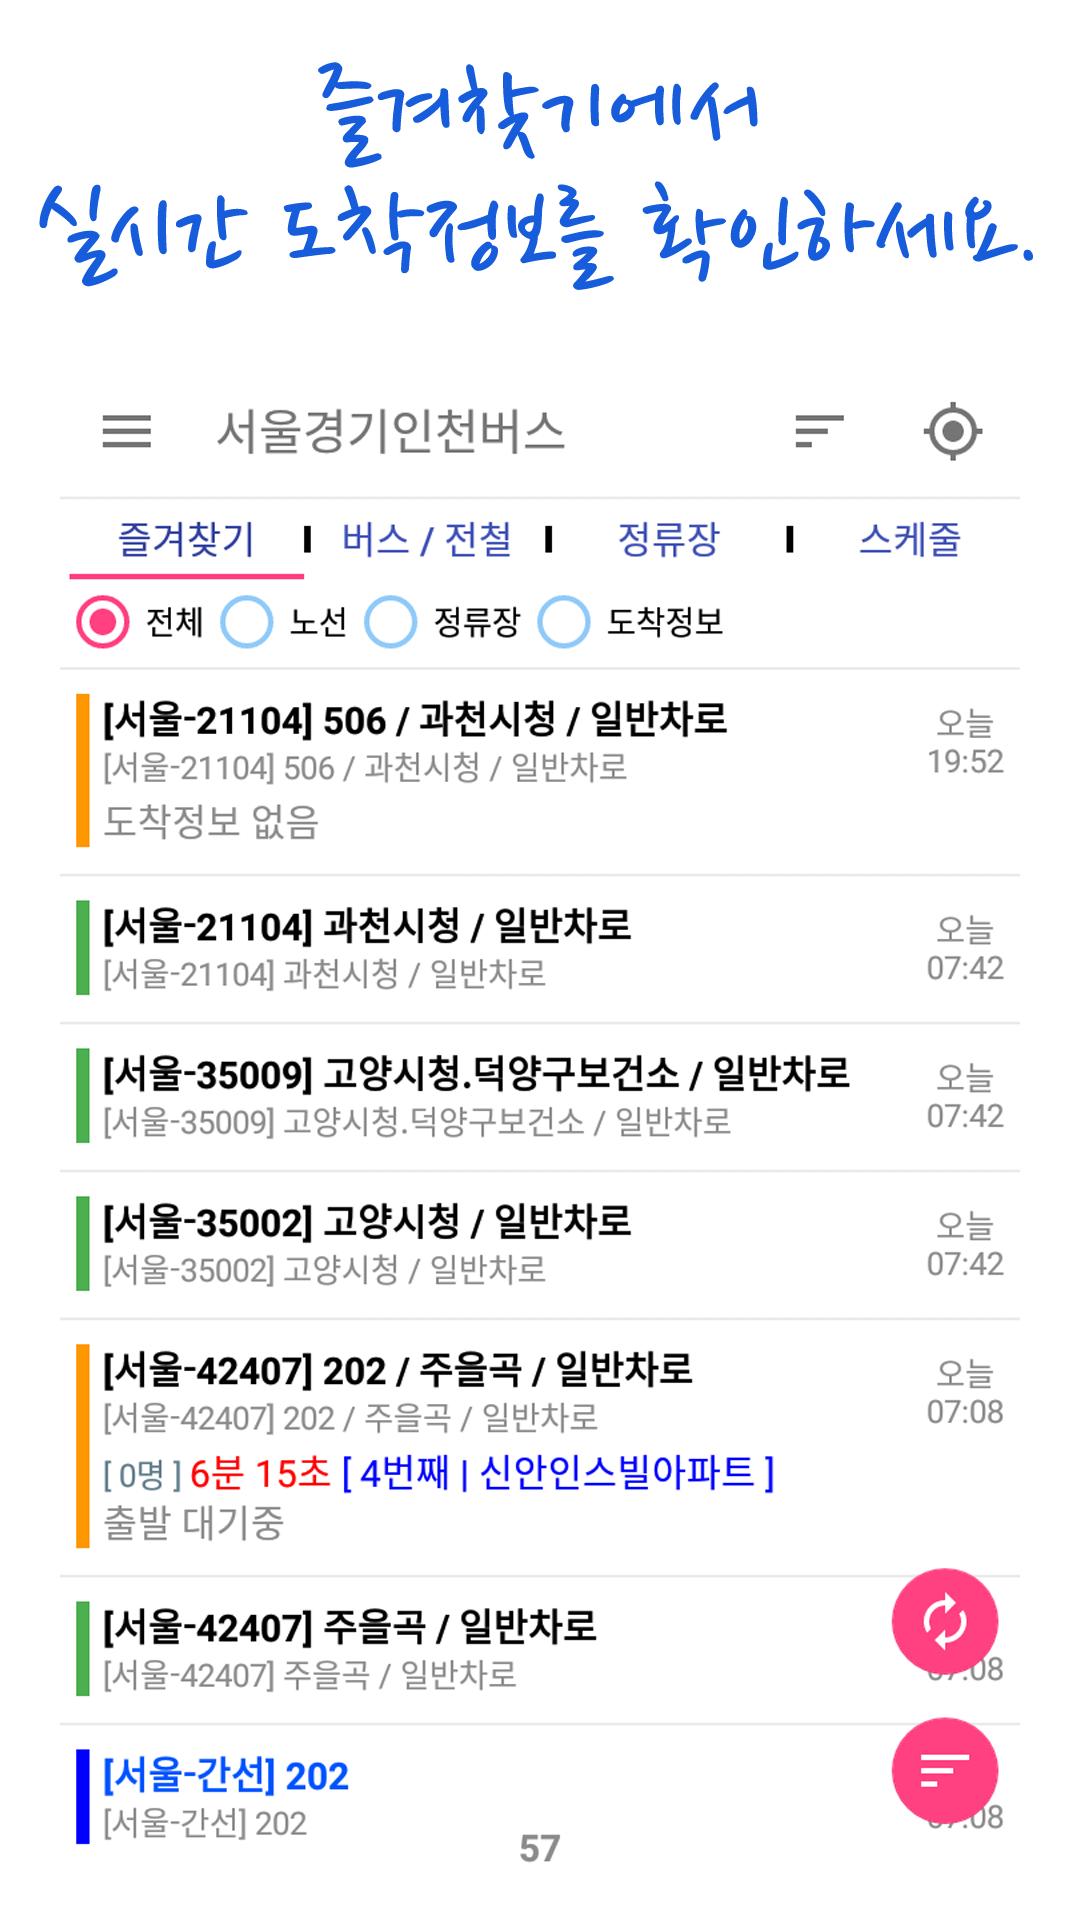 즐겨찾기에서
실시간 도착정보를 확인하세요.
서울경기인천버스
즐겨찾기 버스 / 전철 정류장 스케줄
전체 노선 정류장 도착정보
[서울-21104] 506 / 과천시청 / 일반차로
오늘
[서울-21104] 506 / 과천시청 / 일반차로
19:52
도착정보 없음
[서울-21104] 과천시청 / 일반차로
오늘
[서울-21104] 과천시청 / 일반차로
07:42
[서울-35009] 고양시청.덕양구보건소 / 일반차로
오늘
[서울-35009] 고양시청.덕양구보건소 / 일반차로
07:42
[서울-35002] 고양시청 / 일반차로
오늘
[서울-35002] 고양시청 / 일반차로
07:42
[서울-42407] 202 / 주을곡 / 일반차로
오늘
[서울-42407] 202 / 주을곡 / 일반차로
07:08
[ 0명 ] 6분 15초 [ 4번째 | 신안인스빌아파트 ]
출발 대기중
[서울-42407] 주을곡 / 일반차로
[서울-42407] 주을곡 / 일반차로
[서울-간선] 202
[서울-간선] 202
57